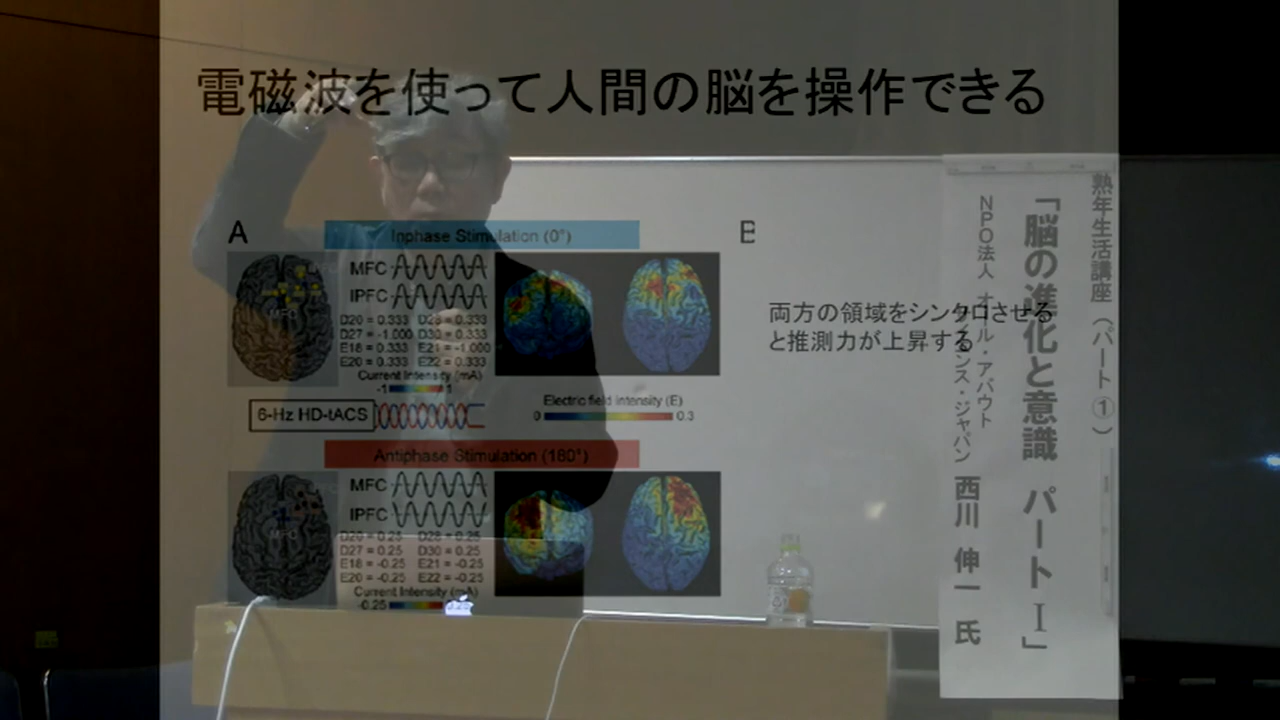 電磁波を使って人間の脳を操作できる
A
Inphase Stimulation (0°)
MFC
lPFC
D20 = 0.333 D28 = 0.333
D27 = -1.000 D30 = 0.333
E18 = 0.333 E21 = -1.000
E20 = 0.333 E22 = 0.333
Current Intensity (mA)
-1 1
6-Hz HD-tACS
Electric field Intensity (E)
0 0.3
Antiphase Stimulation (180°)
MFC
lPFC
D20 = 0.25 D28 = 0.25
D27 = 0.25 D30 = 0.25
E18 = -0.25 E21 = -0.25
E20 = -0.25 E22 = -0.25
Current Intensity (mA)
-0.25 0.25
B
両方の領域をシンクロさせる
と推測力が上昇する
熟年生活講座(パート①)
「脳の進化と意識 パートⅠ」
NPO法人 オール・アバウト
サイエンス・ジャパン 西川 伸一 氏